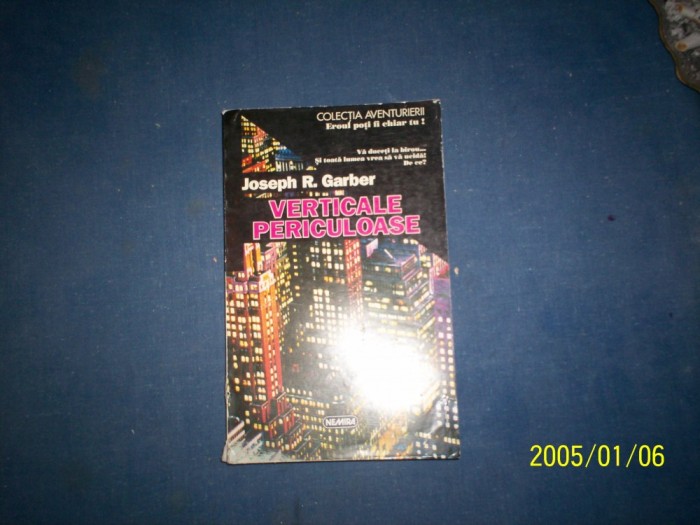 COLECȚIA AVENTURIERII
Eroul poți fi chiar tu !
Vă duceți la birou...
Și toată lumea vrea să vă ucidă!
De ce?
Joseph R. Garber
VERTICALE
PERICULOASE
NEMIRA
2005/01/06